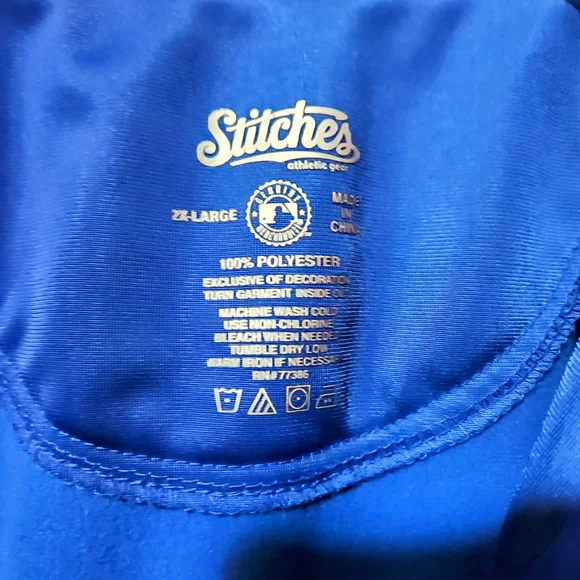 Stitches
athletic gear
2X-LARGE
GENUINE
MERCHANDISE
MADE
IN
CHINA
100% POLYESTER
EXCLUSIVE OF DECORATION
TURN GARMENT INSIDE
MACHINE WASH COLD
USE NON-CHLORINE
BLEACH WHEN NEEDED
TUMBLE DRY LOW
WARM IRON IF NECESSARY
RN# 77386